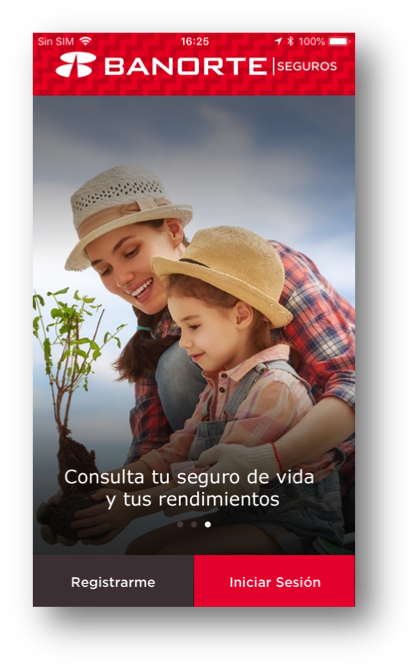 Sin SIM 16:25 100%
BANORTE | SEGUROS
Consulta tu seguro de vida
y tus rendimientos
Registrarme Iniciar Sesión